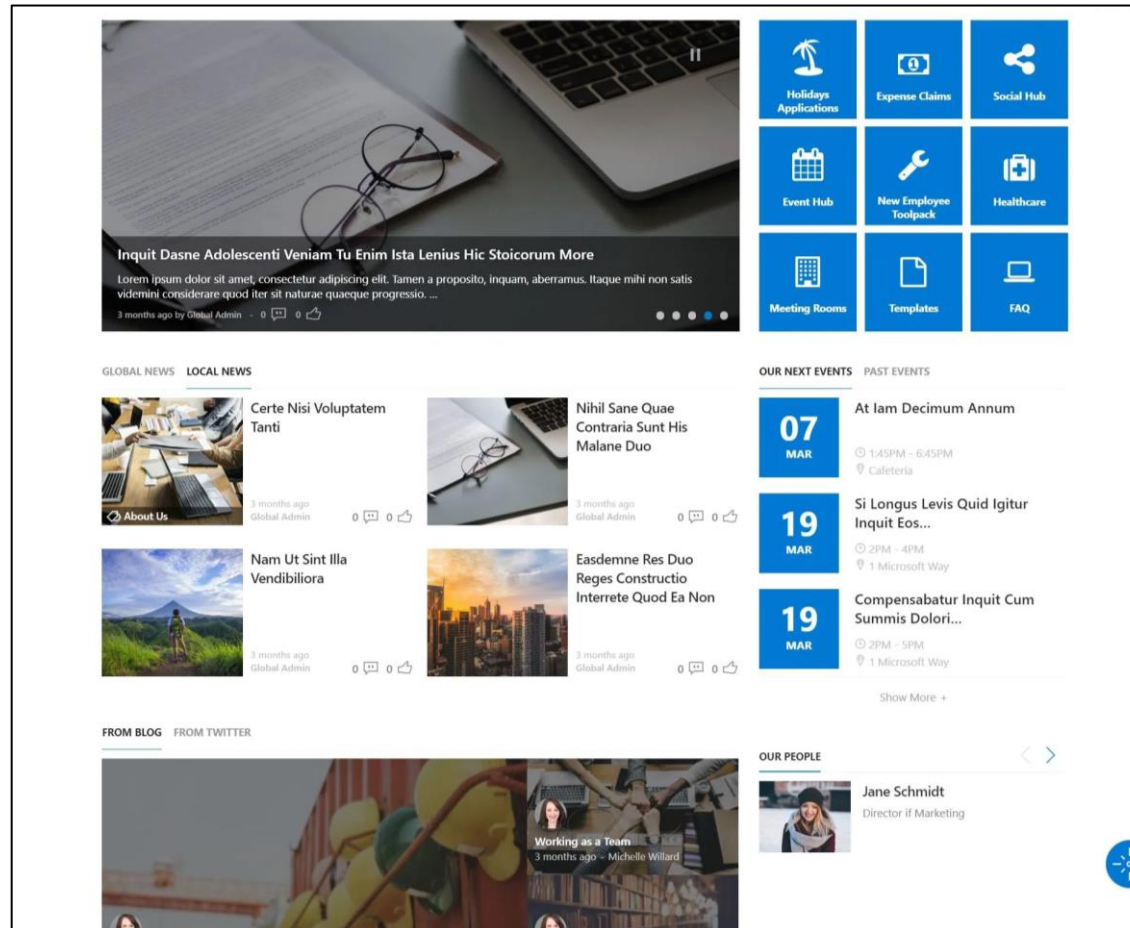 Inquit Dasne Adolescenti Veniam Tu Enim Ista Lenius Hic Stoicorum More
Lorem ipsum dolor sit amet, consectetur adipiscing elit. Tamen a proposito, inquam, aberramus. Itaque mihi non satis
videmini considerare quod iter sit naturae quaeque progressio. ...
3 months ago by Global Admin - 0 0
Holidays
Applications
Expense Claims
Social Hub
Event Hub
New Employee
Toolpack
Healthcare
Meeting Rooms
Templates
FAQ
GLOBAL NEWS LOCAL NEWS
Certe Nisi Voluptatem
Tanti
3 months ago
Global Admin 0 0
About Us
Nihil Sane Quae
Contraria Sunt His
Malane Duo
3 months ago
Global Admin 0 0
Nam Ut Sint Illa
Vendibiliora
3 months ago
Global Admin 0 0
Easdemne Res Duo
Reges Constructio
Interrete Quod Ea Non
3 months ago
Global Admin 0 0
OUR NEXT EVENTS PAST EVENTS
07
MAR
At Iam Decimum Annum
1:45PM - 6:45PM
Cafeteria
19
MAR
Si Longus Levis Quid Igitur
Inquit Eos...
2PM - 4PM
1 Microsoft Way
19
MAR
Compensabatur Inquit Cum
Summis Dolori...
2PM - 5PM
1 Microsoft Way
Show More +
FROM BLOG FROM TWITTER
Working as a Team
3 months ago - Michelle Willard
OUR PEOPLE
Jane Schmidt
Director if Marketing